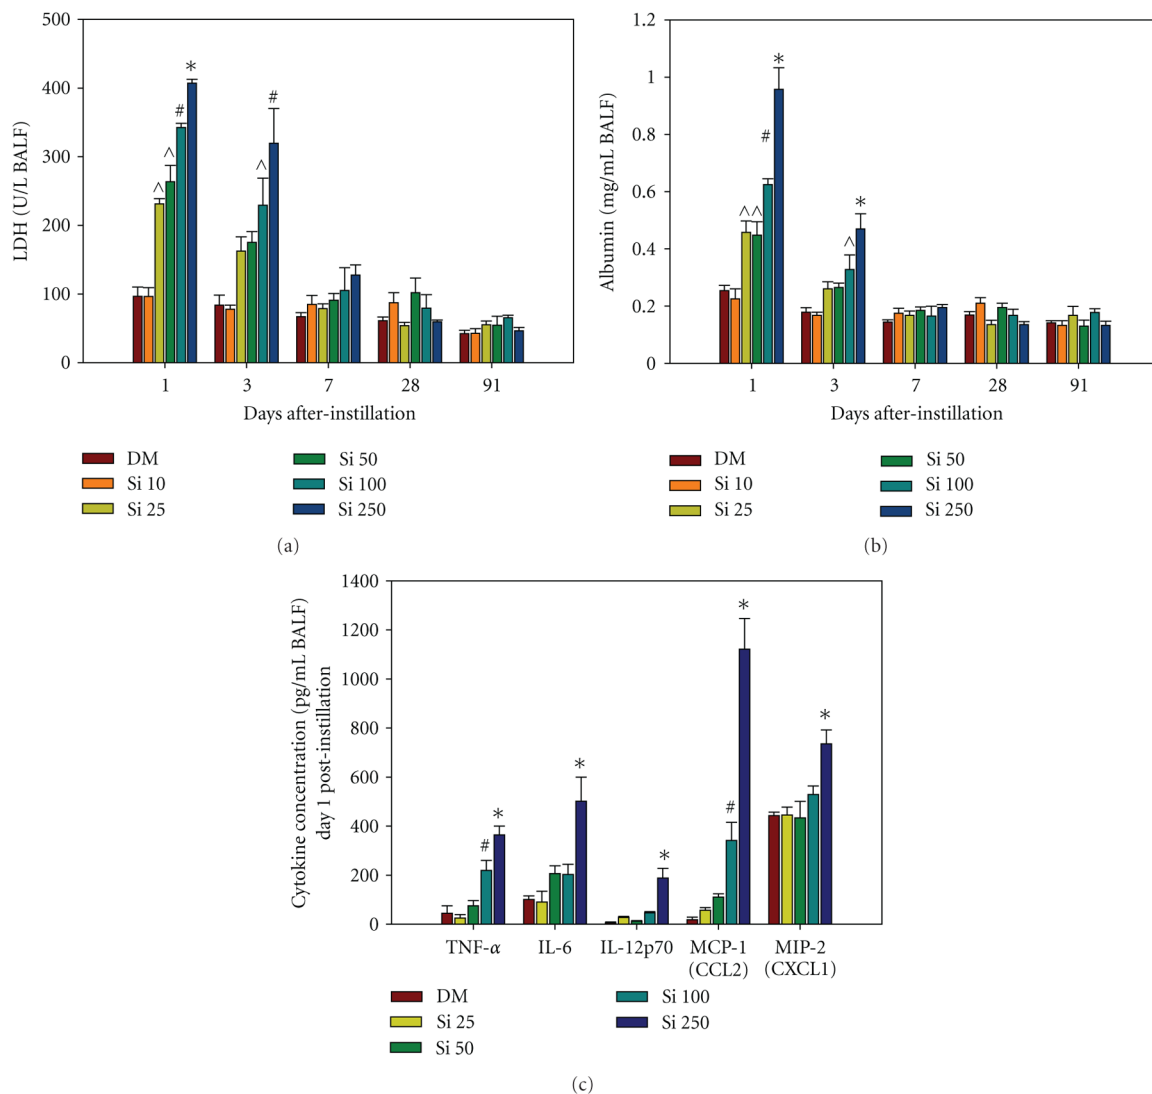 500
400
300
200
100
0
LDH (U/L BALF)
*
#
^
^
#
^
1 3 7 28 91
Days after-instillation
DM
Si 10
Si 25
Si 50
Si 100
Si 250
(a)
1.2
1
0.8
0.6
0.4
0.2
0
Albumin (mg/mL BALF)
*
#
^^
*
^
1 3 7 28 91
Days after-instillation
DM
Si 10
Si 25
Si 50
Si 100
Si 250
(b)
1400
1200
1000
800
600
400
200
0
Cytokine concentration (pg/mL BALF)
day 1 post-instillation
#
*
*
*
#
*
*
TNF-α IL-6 IL-12p70 MCP-1 MIP-2
(CCL2) (CXCL1)
DM
Si 25
Si 50
Si 100
Si 250
(c)